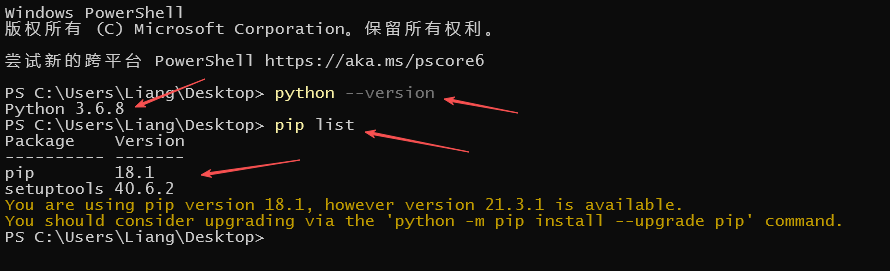 Windows PowerShell
版权所有 (C) Microsoft Corporation。保留所有权利。
尝试新的跨平台 PowerShell https://aka.ms/pscore6
PS C:\Users\Liang\Desktop> python --version
Python 3.6.8
PS C:\Users\Liang\Desktop> pip list
Package    Version
---------- -------
pip        18.1
setuptools 40.6.2
You are using pip version 18.1, however version 21.3.1 is available.
You should consider upgrading via the 'python -m pip install --upgrade pip' command.
PS C:\Users\Liang\Desktop>